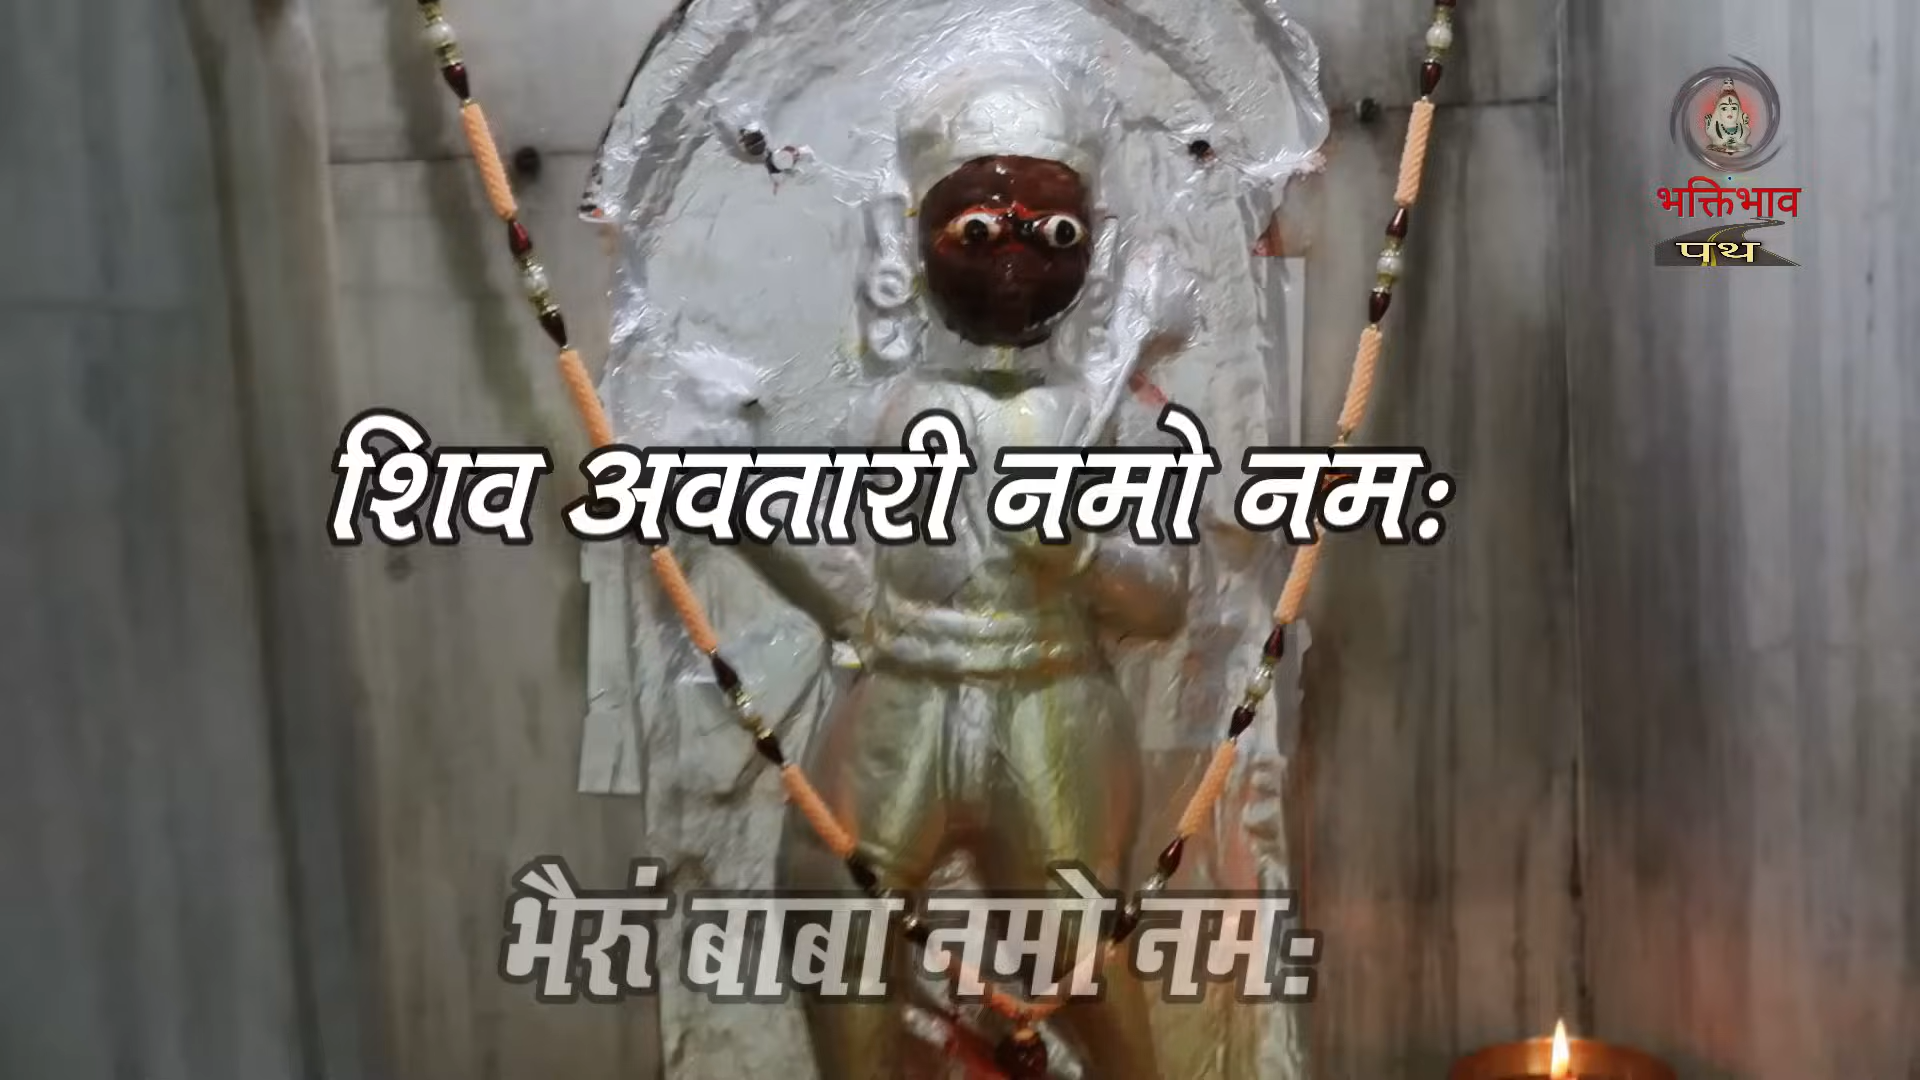 भक्तिभाव
पथ
शिव अवतारी नमो नमः
भैरूं बाबा नमो नमः